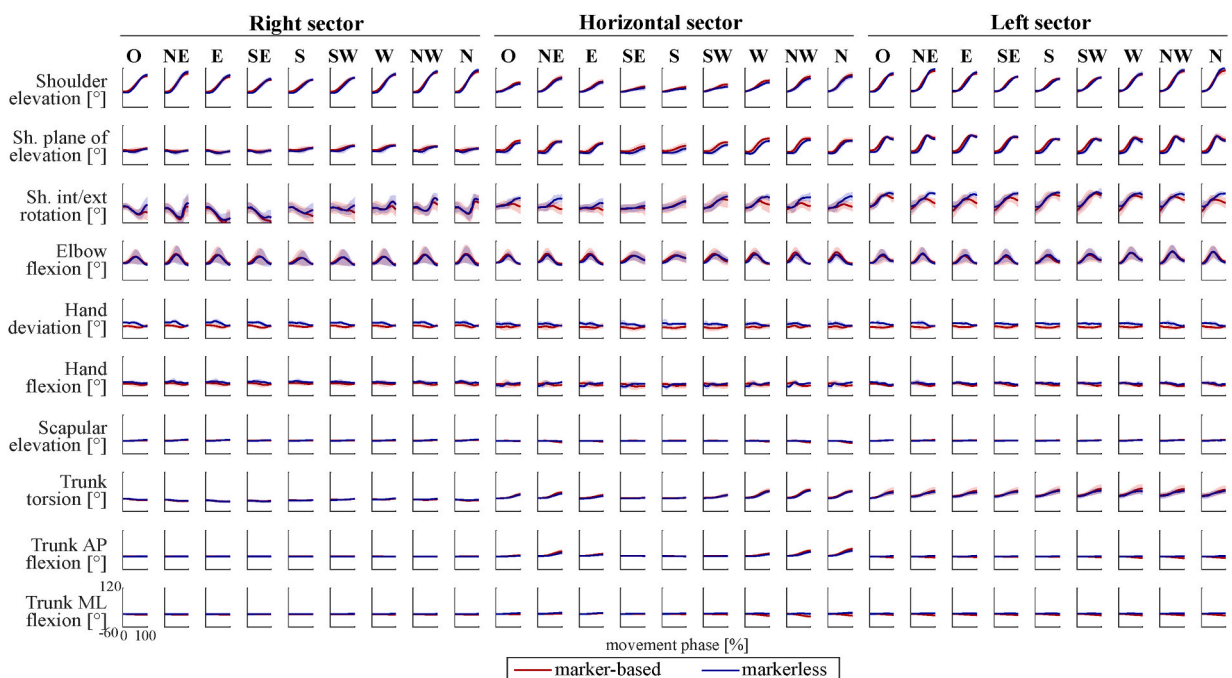 Right sector Horizontal sector Left sector
O NE E SE S SW W NW N O NE E SE S SW W NW N O NE E SE S SW W NW N
Shoulder
elevation [°]
Sh. plane of
elevation [°]
Sh. int/ext
rotation [°]
Elbow
flexion [°]
Hand
deviation [°]
Hand
flexion [°]
Scapular
elevation [°]
Trunk
torsion [°]
Trunk AP
flexion [°]
120
Trunk ML
flexion [°]
-60
0 100
movement phase [%]
marker-based markerless